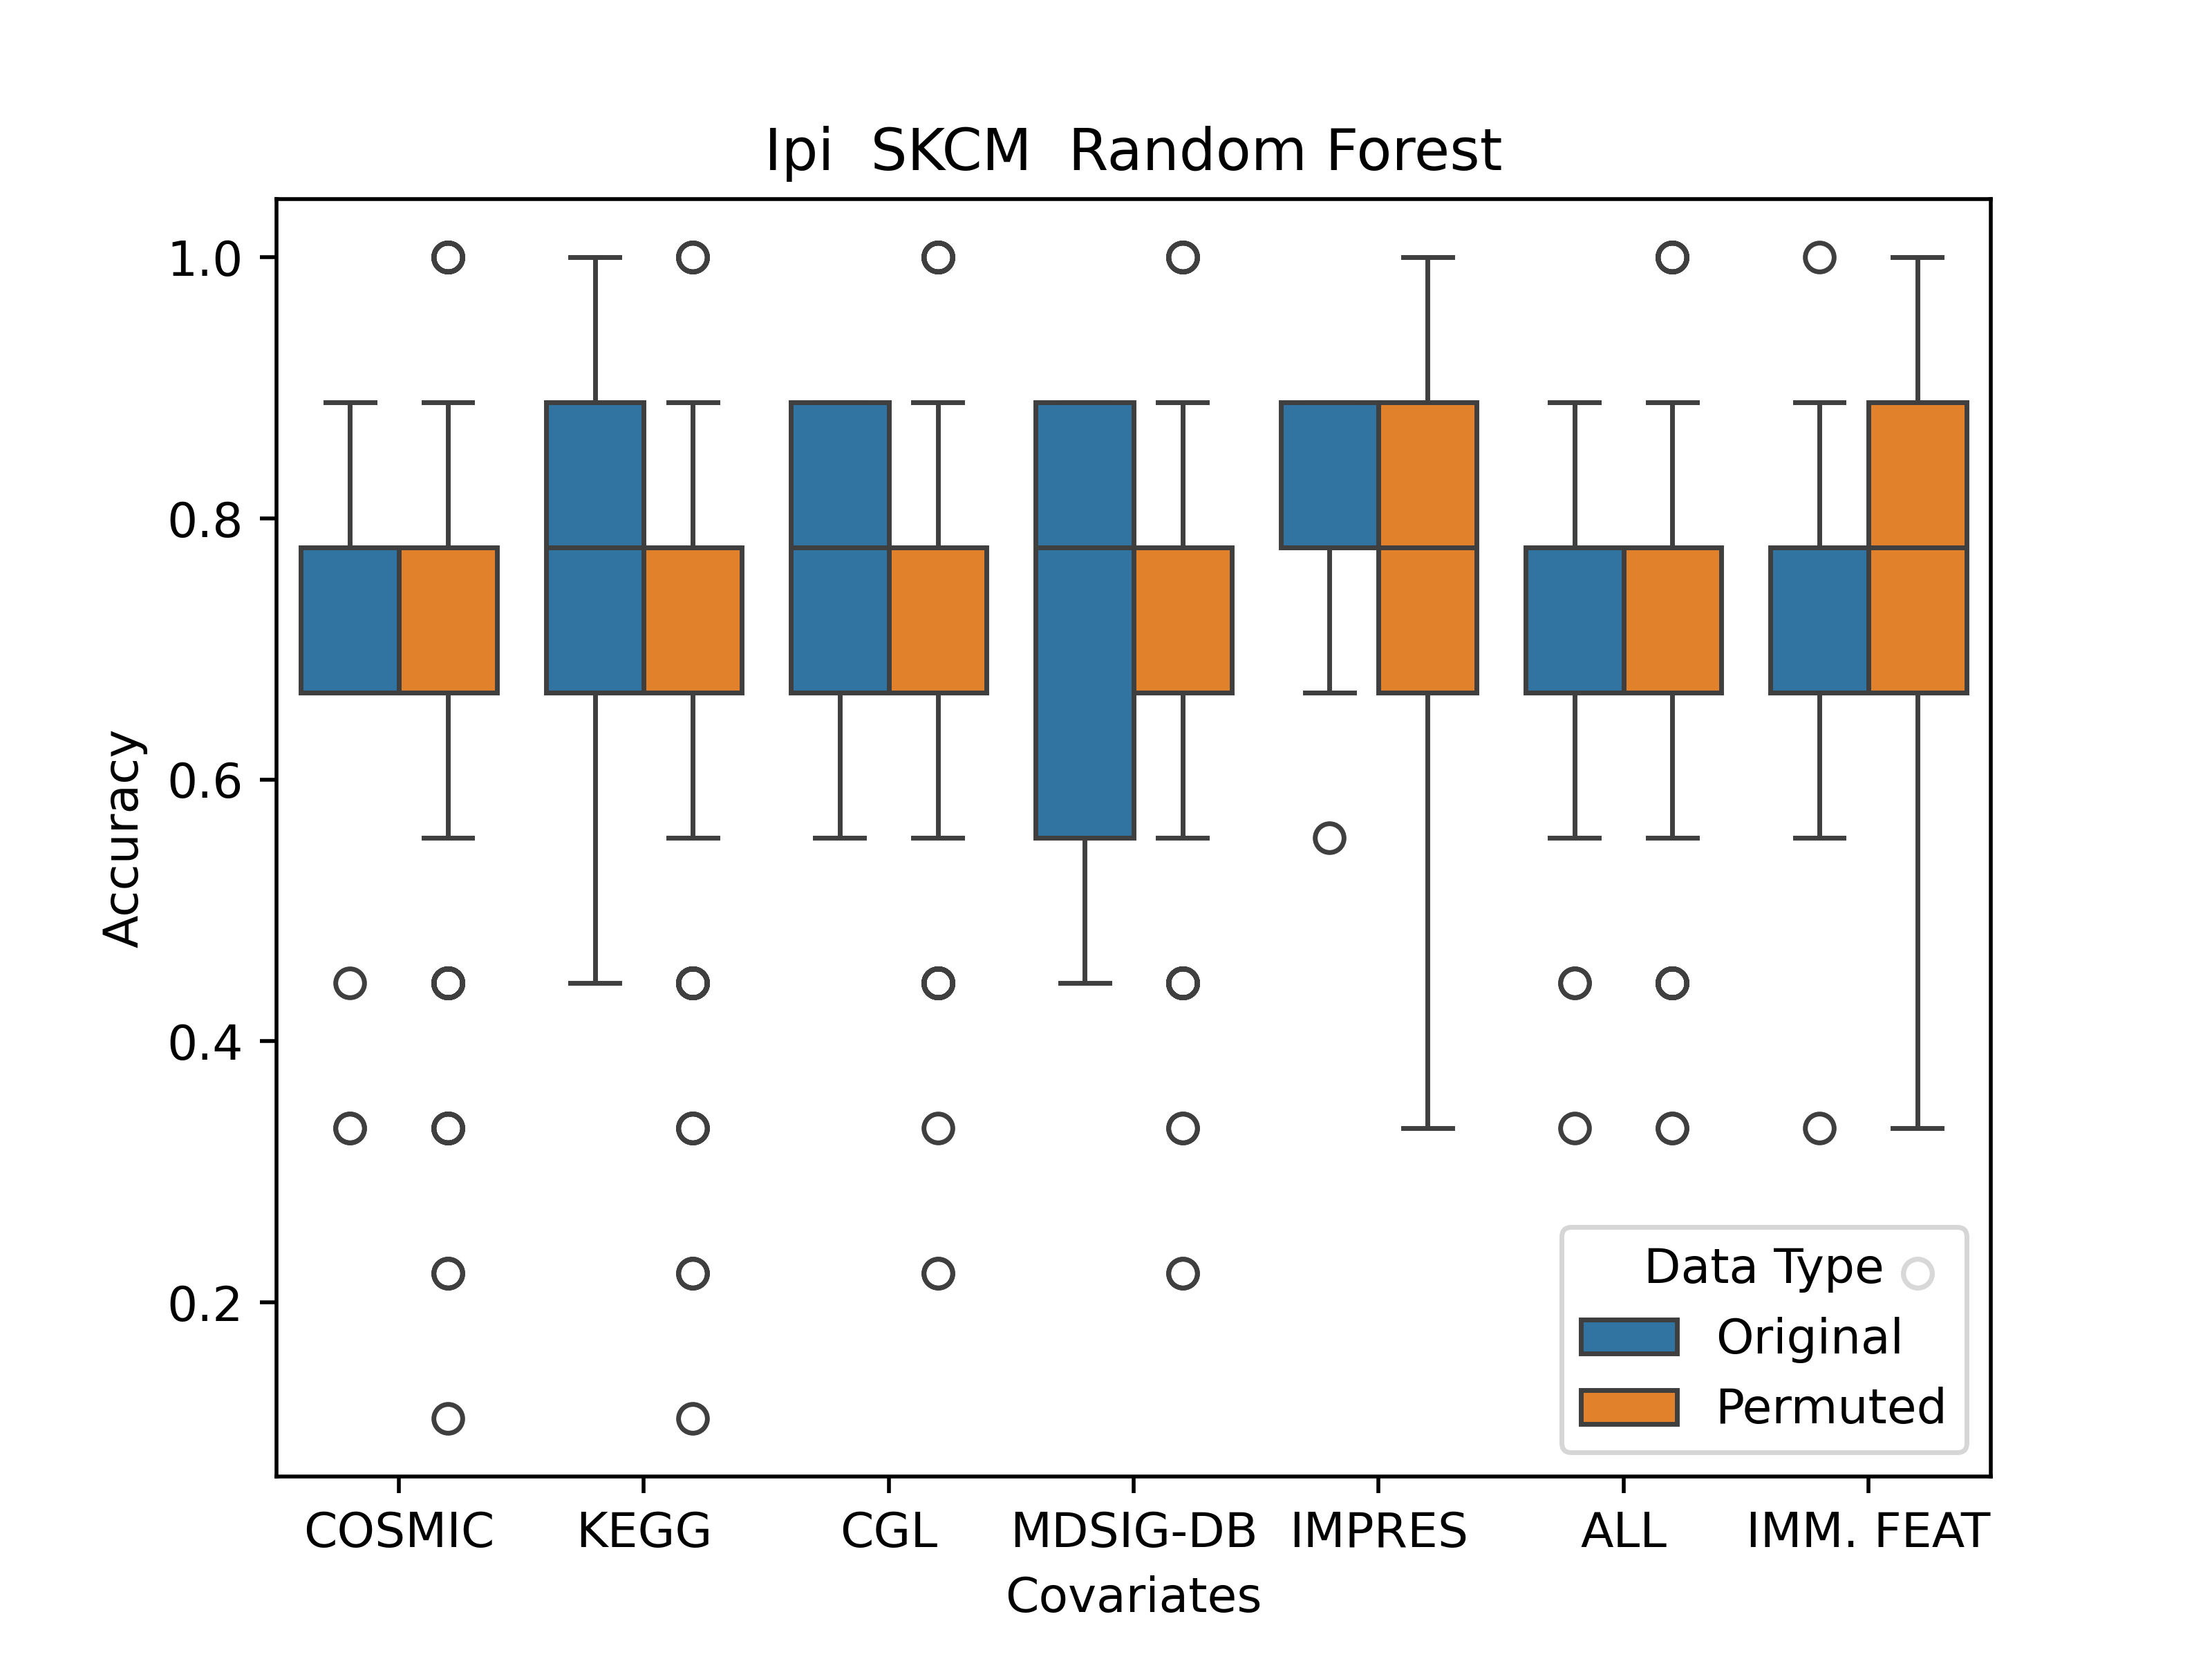 Ipi  SKCM  Random Forest
1.0
0.8
0.6
0.4
0.2
Accuracy
Data Type
Original
Permuted
COSMIC KEGG CGL MDSIG-DB IMPRES ALL IMM. FEAT
Covariates